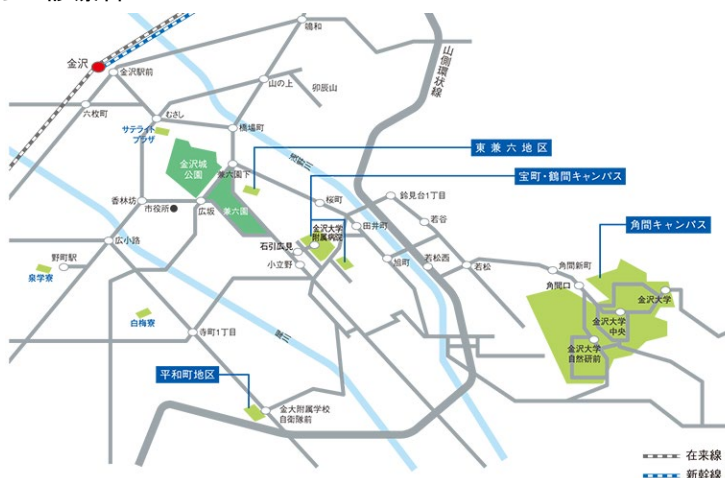 鳴和
金沢
金沢駅前
山の上
卯辰山
山側環状線
六枚町
むさし
サテライト
プラザ
橋場町
浅野川
東兼六地区
金沢城
公園
兼六園下
宝町・鶴間キャンパス
香林坊
市役所
広坂
兼六園
桜町
鈴見台1丁目
金沢大学
附属病院
田井町
若谷
角間キャンパス
広小路
石引広見
野町駅
小立野
旭町
若松西
若松
角間新町
泉学寮
角間口
金沢大学
白梅寮
金沢大学
中央
寺町1丁目
犀川
金沢大学
自然研前
平和町地区
金大附属学校
自衛隊前
在来線
新幹線